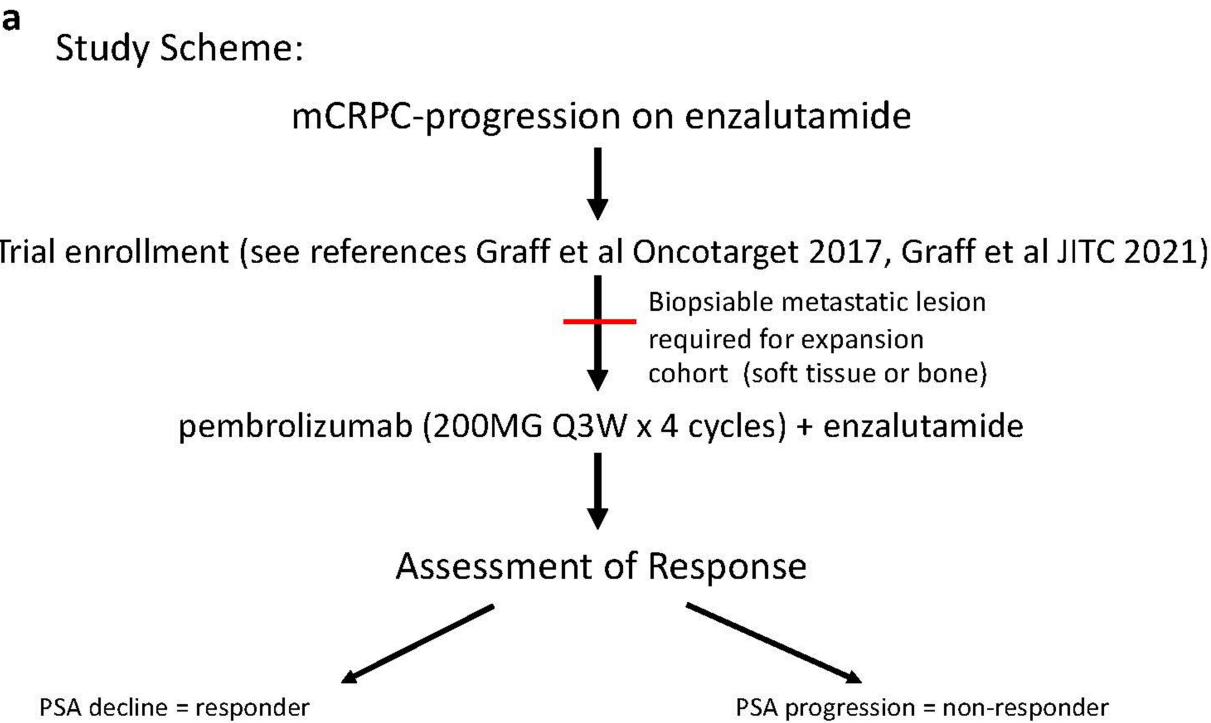 a
Study Scheme:
mCRPC-progression on enzalutamide
Trial enrollment (see references Graff et al Oncotarget 2017, Graff et al JITC 2021)
Biopsiable metastatic lesion
required for expansion
cohort (soft tissue or bone)
pembrolizumab (200MG Q3W x 4 cycles) + enzalutamide
Assessment of Response
PSA decline = responder
PSA progression = non-responder